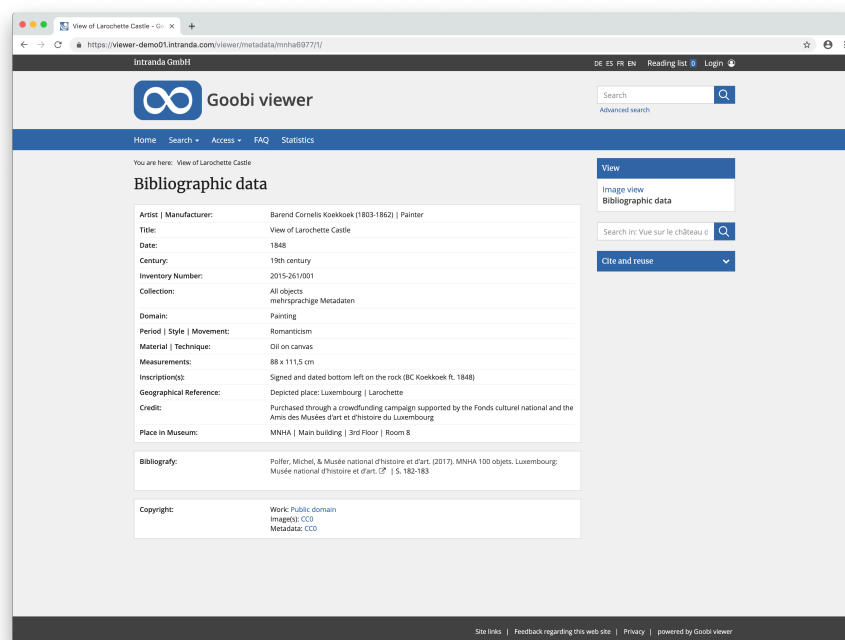 View of Larochette Castle - Go
https://viewer-demo01.intranda.com/viewer/metadata/mnha6977/1/
intranda GmbH
DE ES FR EN Reading list 0 Login
Goobi viewer
Search
Advanced search
Home Search Access FAQ Statistics
You are here: View of Larochette Castle
Bibliographic data
Artist | Manufacturer: Barend Cornelis Koekkoek (1803-1862) | Painter
Title: View of Larochette Castle
Date: 1848
Century: 19th century
Inventory Number: 2015-261/001
Collection: All objects
mehrsprachige Metadaten
Domain: Painting
Period | Style | Movement: Romanticism
Material | Technique: Oil on canvas
Measurements: 88 x 111,5 cm
Inscription(s): Signed and dated bottom left on the rock (BC Koekkoek ft. 1848)
Geographical Reference: Depicted place: Luxembourg | Larochette
Credit: Purchased through a crowdfunding campaign supported by the Fonds culturel national and the
Amis des Musées d'art et d'histoire du Luxembourg
Place in Museum: MNHA | Main building | 3rd Floor | Room 8
Bibliografy: Polfer, Michel, & Musée national d'histoire et d'art. (2017). MNHA 100 objets. Luxembourg:
Musée national d'histoire et d'art. | S. 182-183
Copyright: Work: Public domain
Image(s): CC0
Metadata: CC0
View
Image view
Bibliographic data
Search in: Vue sur le château d
Cite and reuse
Site links | Feedback regarding this web site | Privacy | powered by Goobi viewer